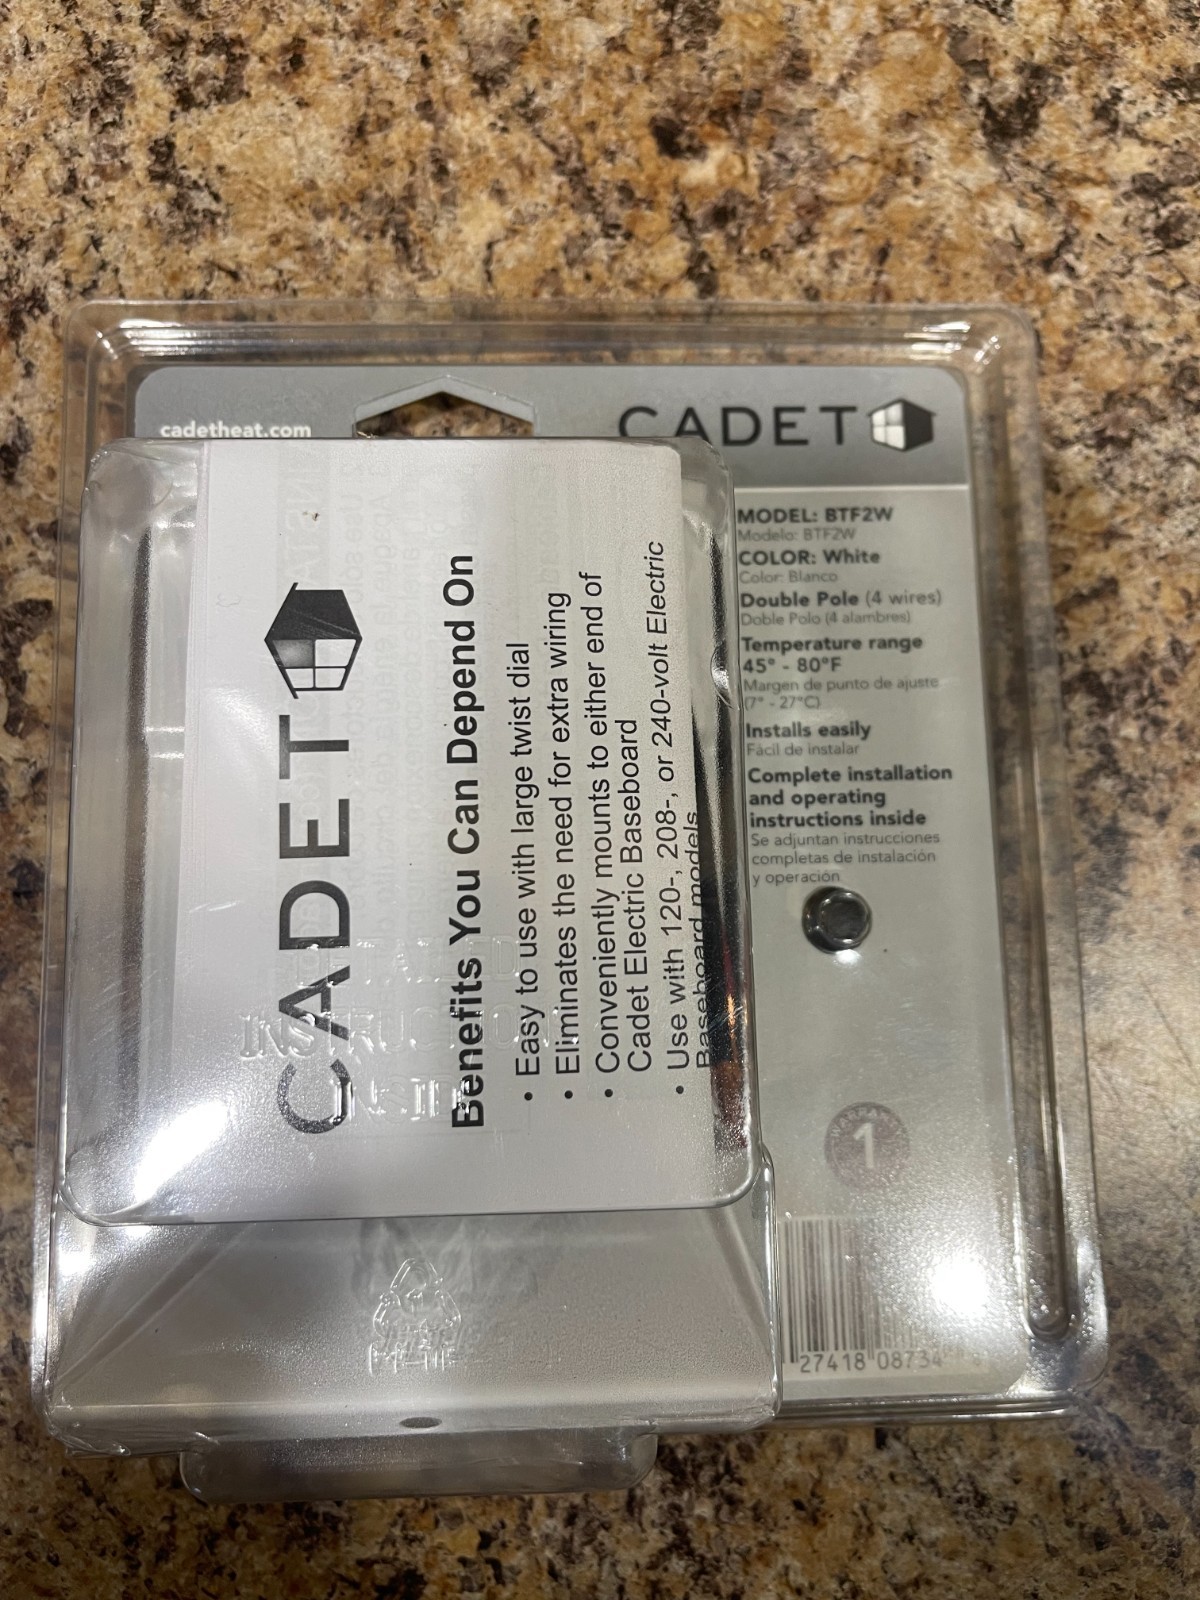 cadetheat.com
CADET
MODEL: BTF2W
Modelo: BTF2W
COLOR: White
Color: Blanco
Double Pole (4 wires)
Doble Polo (4 alambres)
Temperature range
45° - 80°F
Margen de punto de ajuste
(7° - 27°C)
Installs easily
Fácil de instalar
Complete installation
and operating
instructions inside
Se adjuntan instrucciones
completas de instalación
y operación
WARRANTY
1
27418 08734
CADET
Benefits You Can Depend On
• Easy to use with large twist dial
• Eliminates the need for extra wiring
• Conveniently mounts to either end of
Cadet Electric Baseboard
• Use with 120-, 208-, or 240-volt Electric
Baseboard models
INSTRUCTION